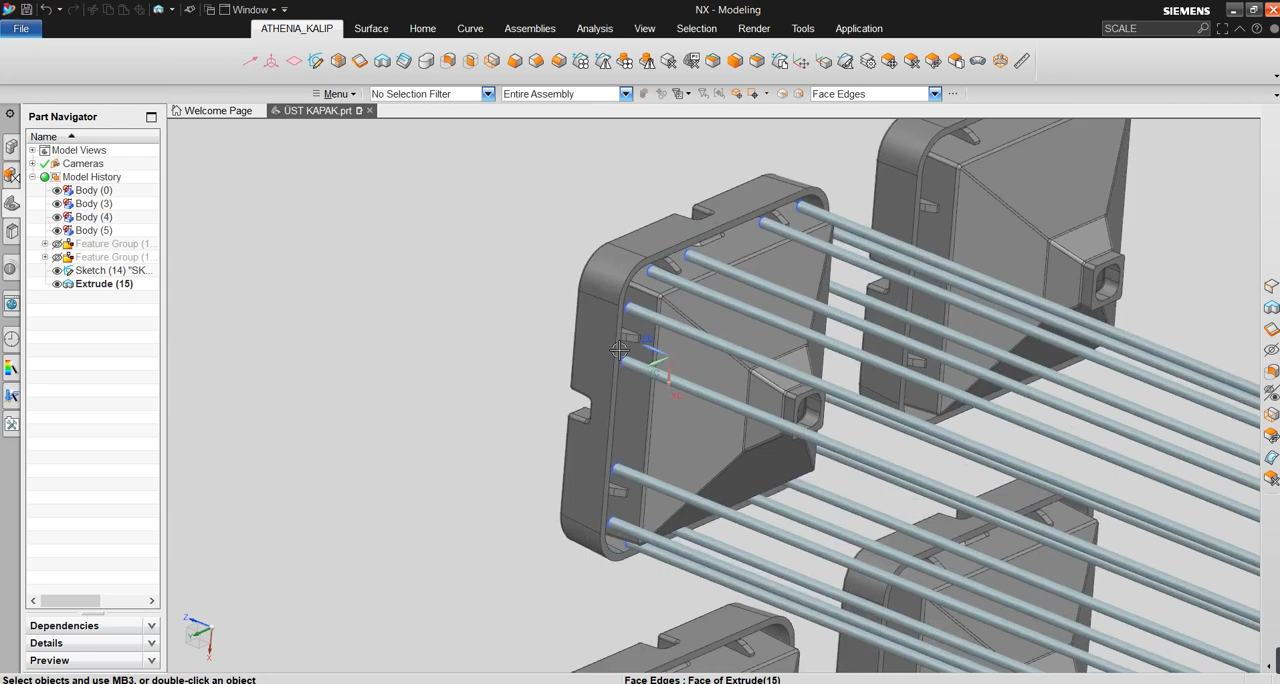 Window
NX - Modeling
SIEMENS
File
ATHENIA_KALIP
Surface
Home
Curve
Assemblies
Analysis
View
Selection
Render
Tools
Application
SCALE
Menu
No Selection Filter
Entire Assembly
Face Edges
Part Navigator
Welcome Page
ÜST KAPAK.prt
Name
Model Views
Cameras
Model History
Body (0)
Body (3)
Body (4)
Body (5)
Feature Group (1...
Feature Group (1...
Sketch (14) "SK...
Extrude (15)
XC
Z
Y
X
Dependencies
Details
Preview
Select objects and use MB3, or double-click an object
Face Edges : Face of Extrude(15)